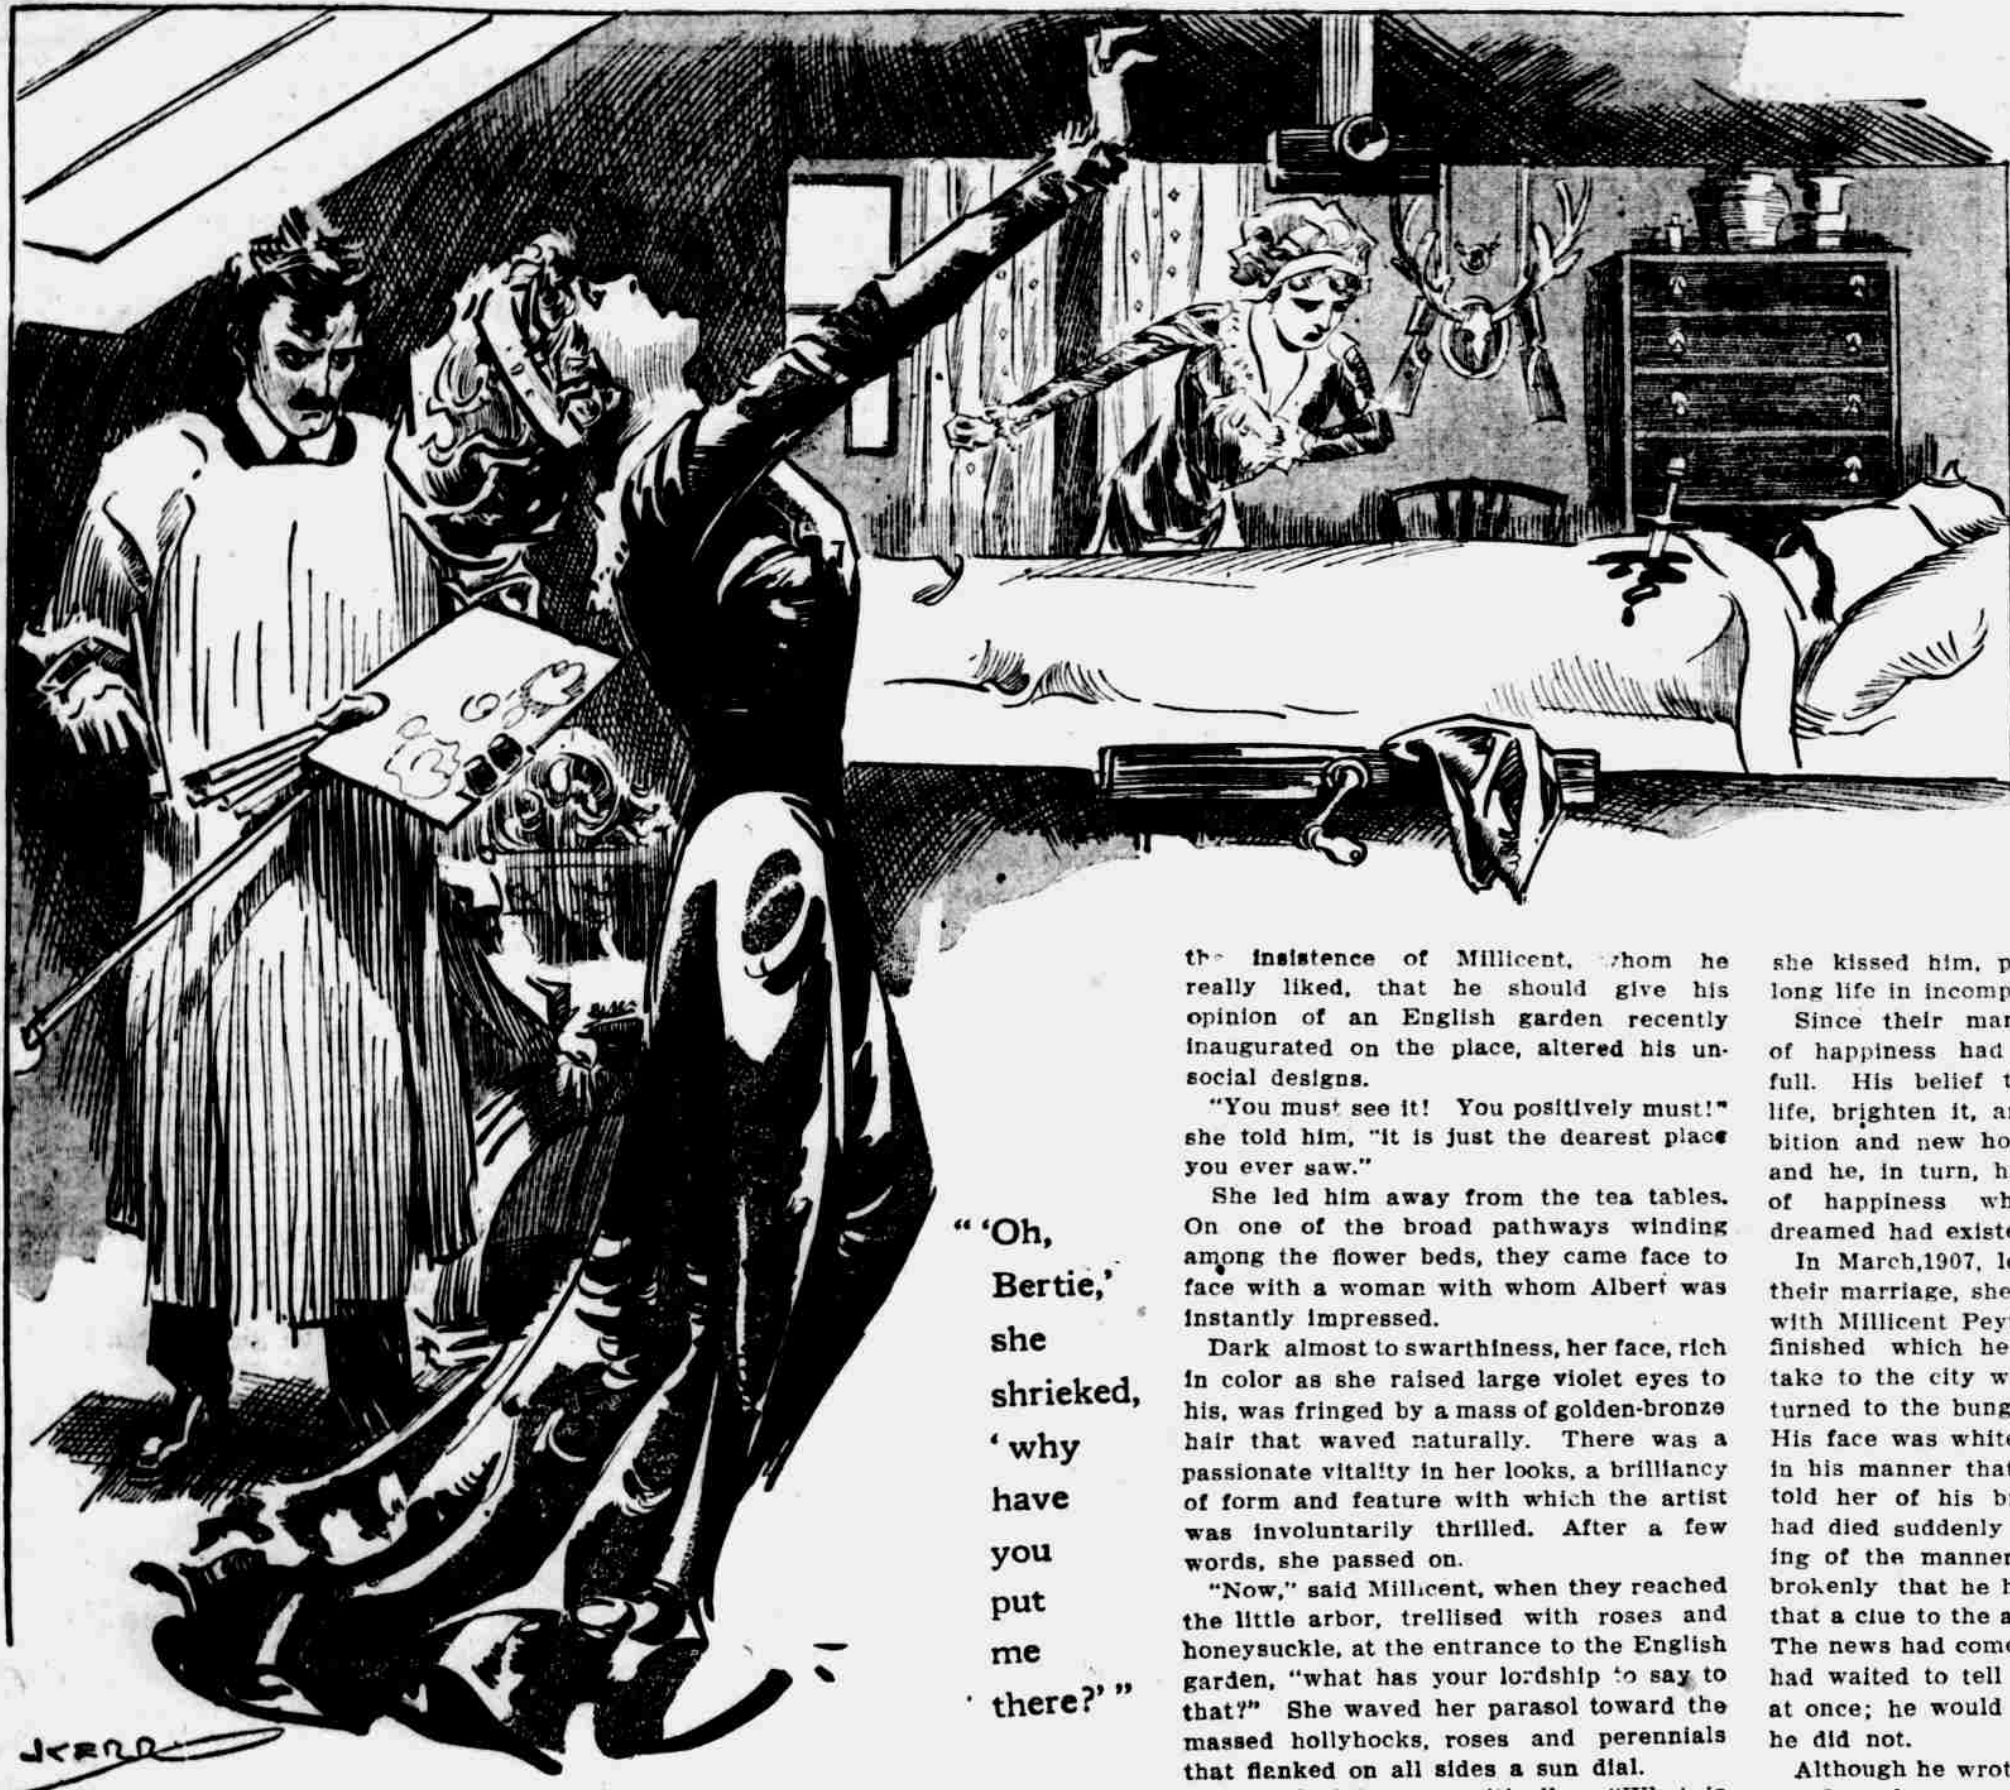 JKERR
“ ‘Oh,
Bertie,’
she
shrieked,
‘ why
have
you
put
me
there?’ ”
the insistence of Millicent, whom he
really liked, that he should give his
opinion of an English garden recently
inaugurated on the place, altered his un-
social designs.
"You must see it! You positively must!"
she told him, "it is just the dearest place
you ever saw."
She led him away from the tea tables.
On one of the broad pathways winding
among the flower beds, they came face to
face with a woman with whom Albert was
instantly impressed.
Dark almost to swarthiness, her face, rich
in color as she raised large violet eyes to
his, was fringed by a mass of golden-bronze
hair that waved naturally. There was a
passionate vitality in her looks, a brilliancy
of form and feature with which the artist
was involuntarily thrilled. After a few
words, she passed on.
"Now," said Millicent, when they reached
the little arbor, trellised with roses and
honeysuckle, at the entrance to the English
garden, "what has your lordship to say to
that?" She waved her parasol toward the
massed hollyhocks, roses and perennials
that flanked on all sides a sun dial.
she kissed him, p
long life in incomp
Since their mar
of happiness had
full. His belief t
life, brighten it, a
bition and new ho
and he, in turn, h
of happiness wh
dreamed had existe
In March,1907, l
their marriage, she
with Millicent Pey
finished which he
take to the city w
turned to the bung
His face was white
in his manner that
told her of his b
had died suddenly
ing of the manner
brokenly that he h
that a clue to the a
The news had come
had waited to tell
at once; he would
he did not.
Although he wrot